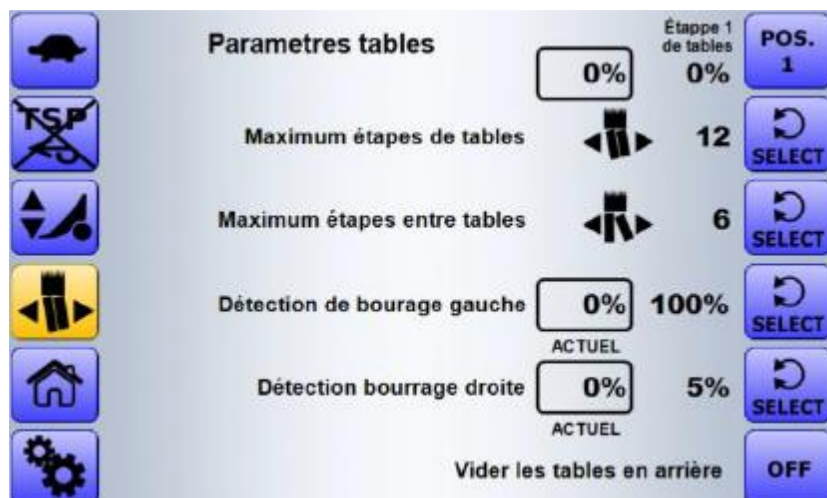 Parametres tables
Étappe 1
de tables
POS.
1
0%
0%
TSP
Maximum étapes de tables
12
SELECT
Maximum étapes entre tables
6
SELECT
Détection de bourage gauche
0%
100%
SELECT
ACTUEL
Détection bourrage droite
0%
5%
SELECT
ACTUEL
Vider les tables en arrière
OFF